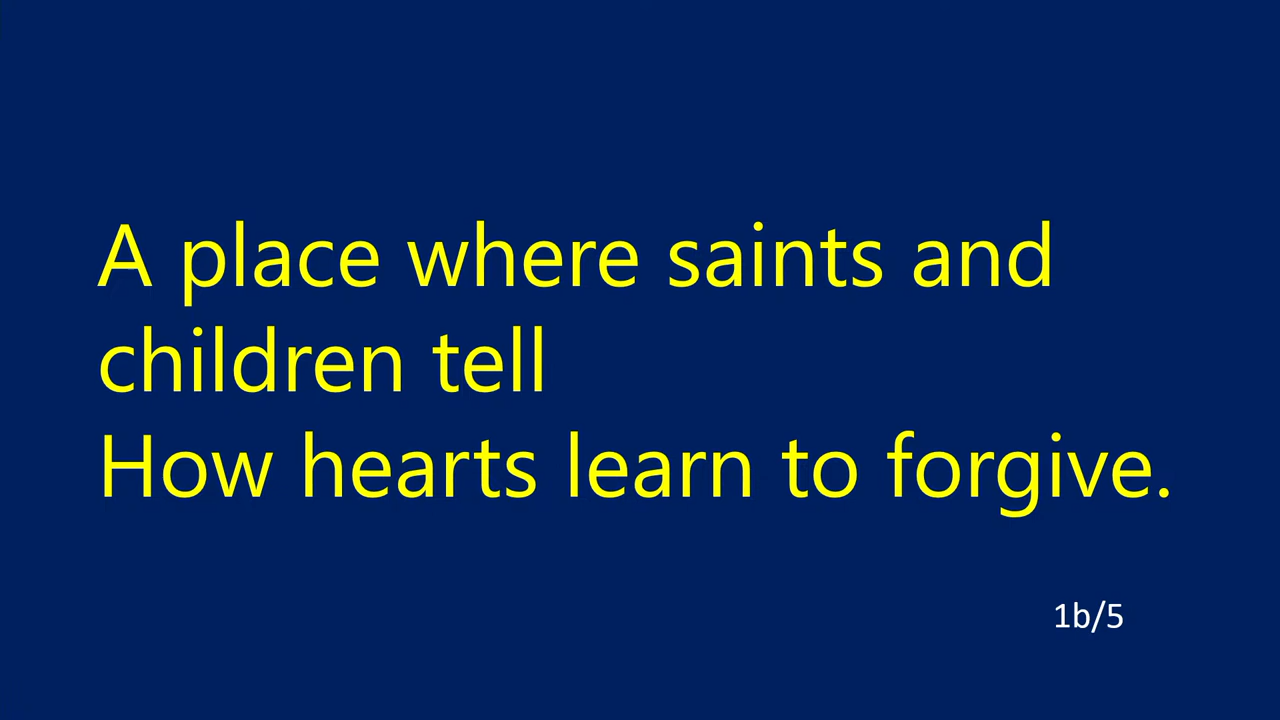 A place where saints and
children tell
How hearts learn to forgive.
1b/5